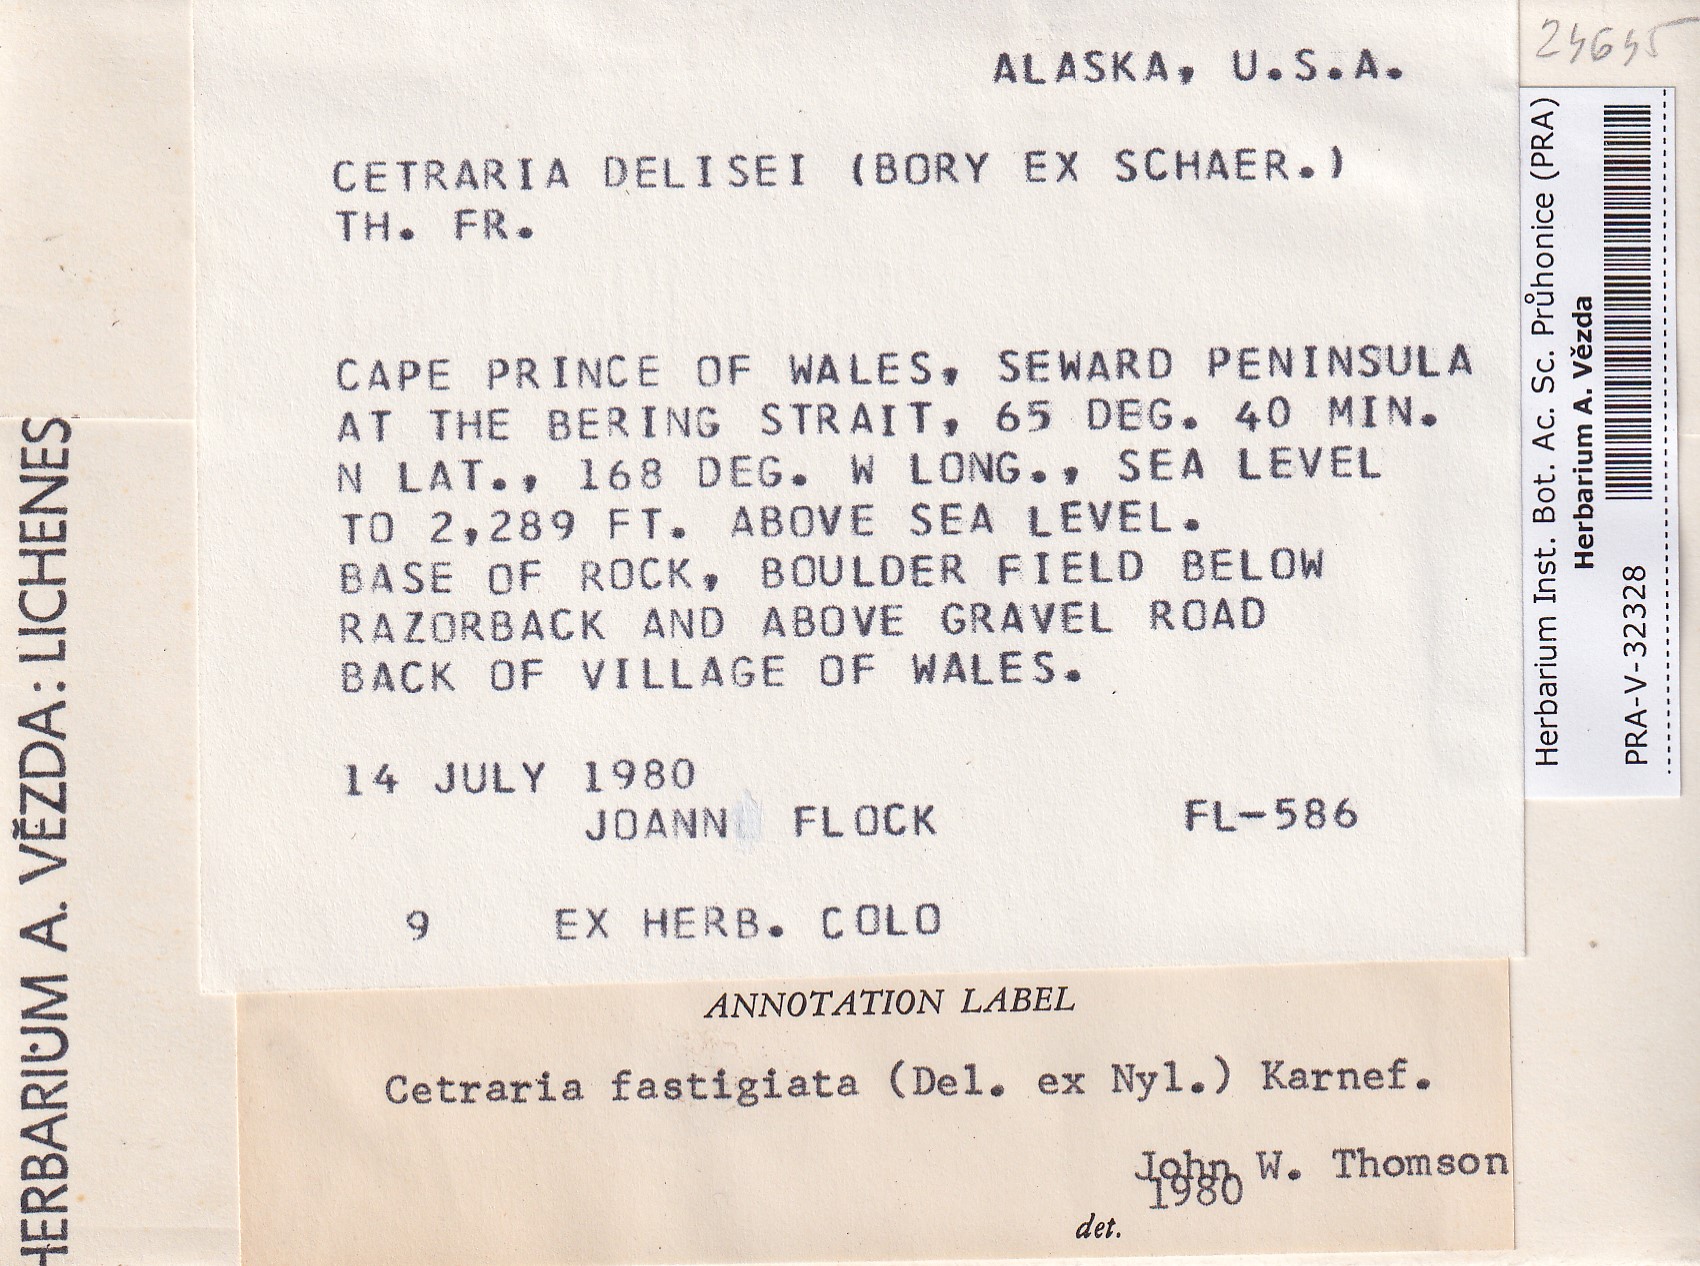 ALASKA, U.S.A.
CETRARIA DELISEI (BORY EX SCHAER.)
TH. FR.
CAPE PRINCE OF WALES, SEWARD PENINSULA
AT THE BERING STRAIT, 65 DEG. 40 MIN.
N LAT., 168 DEG. W LONG., SEA LEVEL
TO 2,289 FT. ABOVE SEA LEVEL.
BASE OF ROCK, BOULDER FIELD BELOW
RAZORBACK AND ABOVE GRAVEL ROAD
BACK OF VILLAGE OF WALES.
14 JULY 1980
JOANN FLOCK FL-586
9 EX HERB. COLO
ANNOTATION LABEL
Cetraria fastigiata (Del. ex Nyl.) Karnef.
John W. Thomson
1980
det.
HERBARIUM A. VĚZDA: LICHENES
24645
Herbarium Inst. Bot. Ac. Sc. Průhonice (PRA)
Herbarium A. Vězda
PRA-V-32328